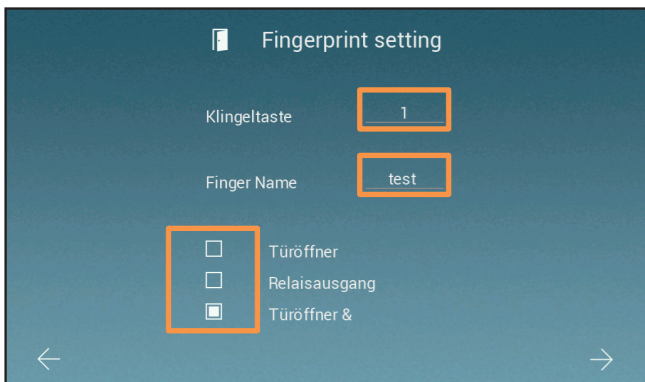 Fingerprint setting
Klingeltaste 1
Finger Name test
Türöffner
Relaisausgang
Türöffner &